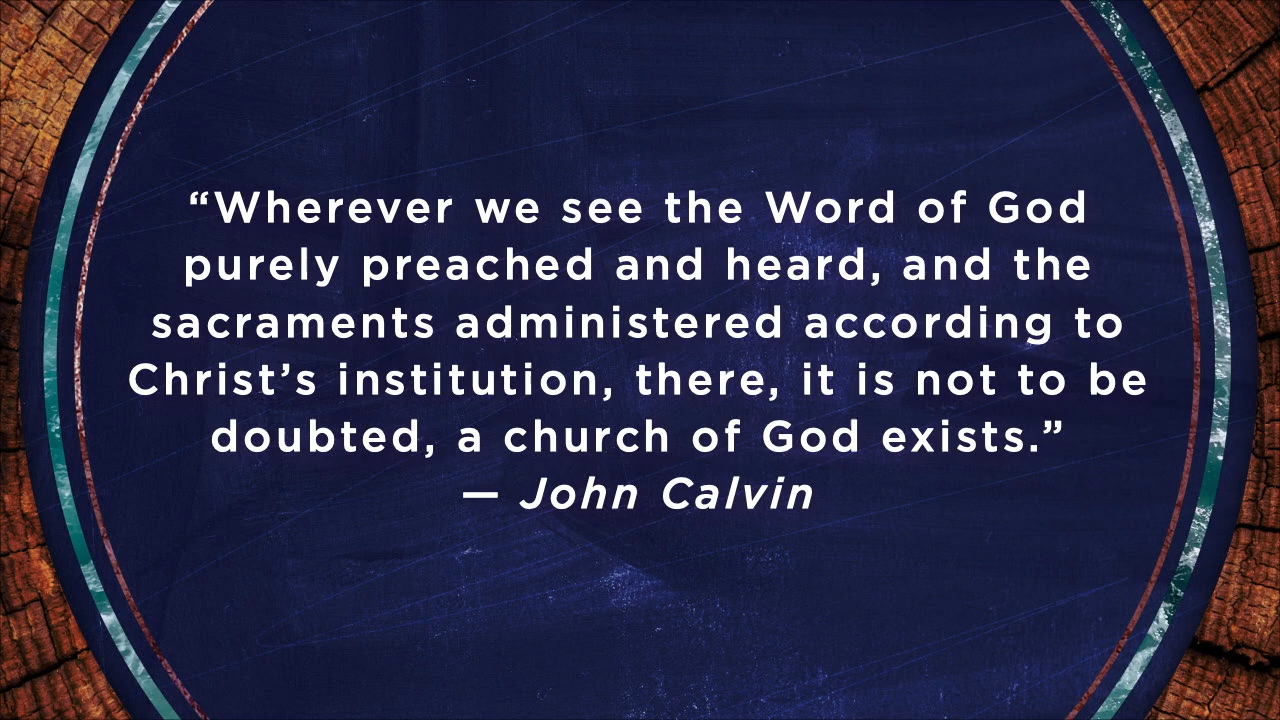 “Wherever we see the Word of God
purely preached and heard, and the
sacraments administered according to
Christ’s institution, there, it is not to be
doubted, a church of God exists.”
— John Calvin